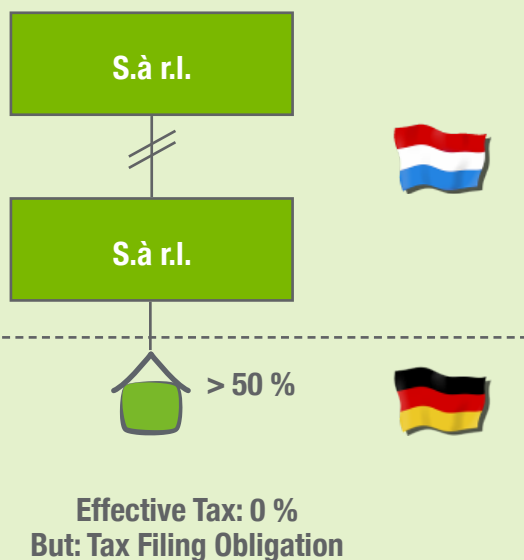 S.à r.l.
S.à r.l.
> 50 %
Effective Tax: 0 %
But: Tax Filing Obligation